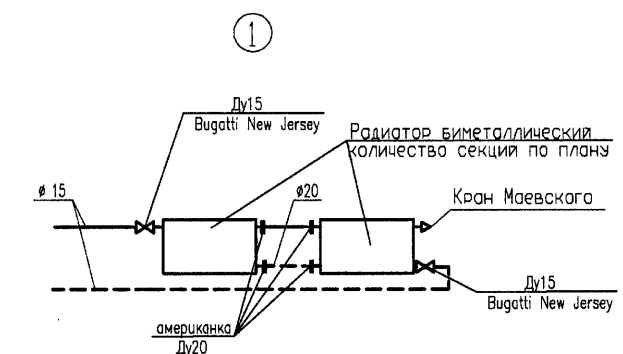 1
Ду15
Bugatti New Jersey
Радиатор биметаллический
количество секций по плану
ø 15
ø20
Кран Маевского
Ду15
Bugatti New Jersey
американка
Ду20